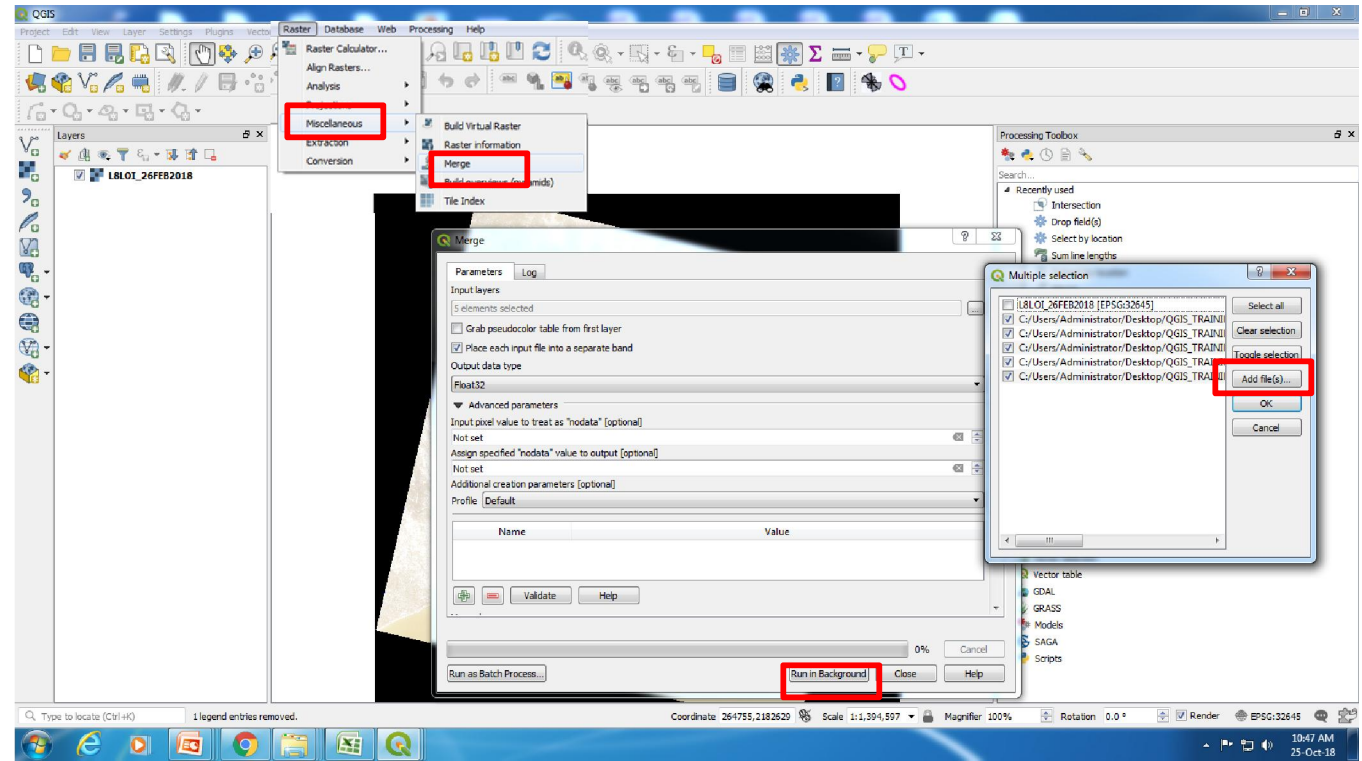 QGIS
Project Edit View Layer Settings Plugins Vector Raster Database Web Processing Help
Raster Calculator...
Align Rasters...
Analysis
Miscellaneous
Extraction
Conversion
Build Virtual Raster
Raster information
Merge
Build overviews (pyramids)
Tile Index
Layers
L8LOI_26FEB2018
Processing Toolbox
Search...
Recently used
Intersection
Drop field(s)
Select by location
Sum line lengths
Vector table
GDAL
GRASS
Models
SAGA
Scripts
Merge
Parameters Log
Input layers
5 elements selected
Grab pseudocolor table from first layer
Place each input file into a separate band
Output data type
Float32
Advanced parameters
Input pixel value to treat as "nodata" [optional]
Not set
Assign specified "nodata" value to output [optional]
Not set
Additional creation parameters [optional]
Profile Default
Name Value
Validate Help
0% Cancel
Run as Batch Process... Run in Background Close Help
Multiple selection
L8LOI_26FEB2018 [EPSG:32645]
C:/Users/Administrator/Desktop/QGIS_TRAINI
C:/Users/Administrator/Desktop/QGIS_TRAINI
C:/Users/Administrator/Desktop/QGIS_TRAINI
C:/Users/Administrator/Desktop/QGIS_TRAI
C:/Users/Administrator/Desktop/QGIS_TRAINI
Select all
Clear selection
Toggle selection
Add file(s)...
OK
Cancel
Type to locate (Ctrl+K) 1 legend entries removed. Coordinate 264755,2182629 Scale 1:1,394,597 Magnifier 100% Rotation 0.0 ° Render EPSG:32645
10:47 AM
25-Oct-18